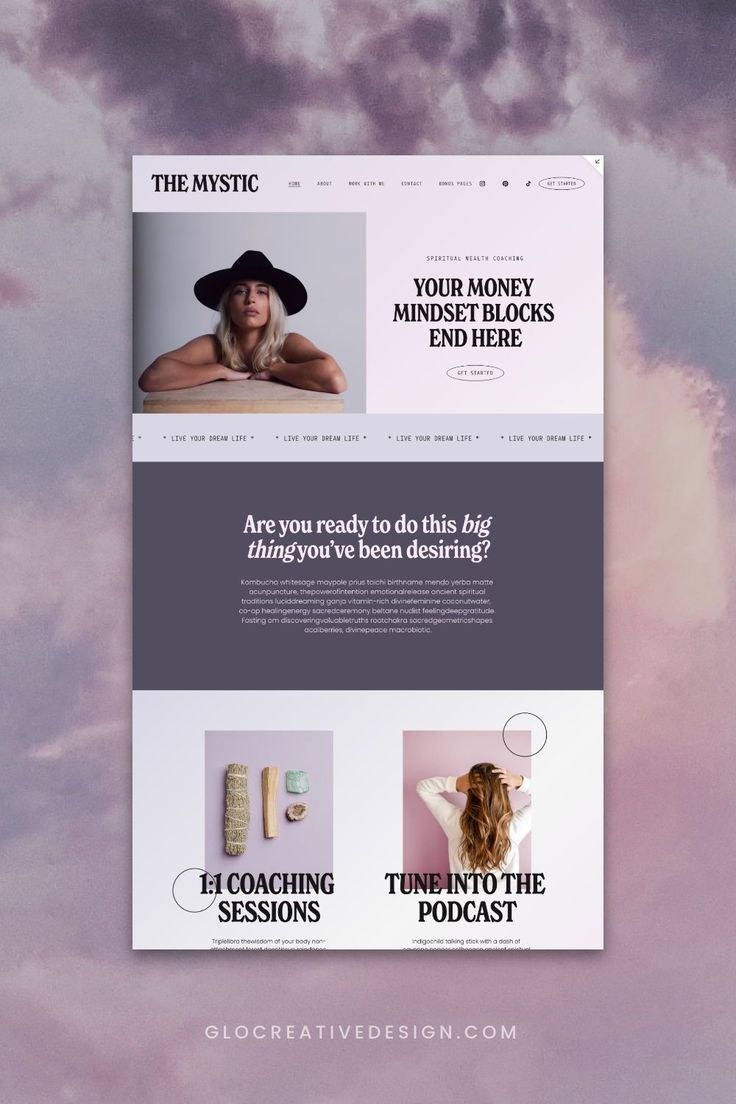 THE MYSTIC
HOME ABOUT WORK WITH ME CONTACT BONUS PAGES GET STARTED
SPIRITUAL WEALTH COACHING
YOUR MONEY
MINDSET BLOCKS
END HERE
GET STARTED
E * * LIVE YOUR DREAM LIFE * * LIVE YOUR DREAM LIFE * * LIVE YOUR DREAM LIFE * * LIVE YOUR DREAM LIFE *
Are you ready to do this big
thing you've been desiring?
Kombucha whitesage maypole prius taichi birthname mendo yerba matte
acunpuncture, thepowerofintention emotionalrelease ancient spiritual
traditions luciddreaming ganja vitamin-rich divinefeminine coconutwater,
co-op healingenergy sacredceremony beltane nudist feelingdeepgratitude.
Fasting om discoveringvaluabletruths rootchakra sacredgeometricshapes
acaiberries, divinepeace macrobiotic.
1:1 COACHING
SESSIONS
Triplellora thewisdom of your body non-
TUNE INTO THE
PODCAST
indigochild talking stick with a dash of
GLOCREATIVEDESIGN.COM